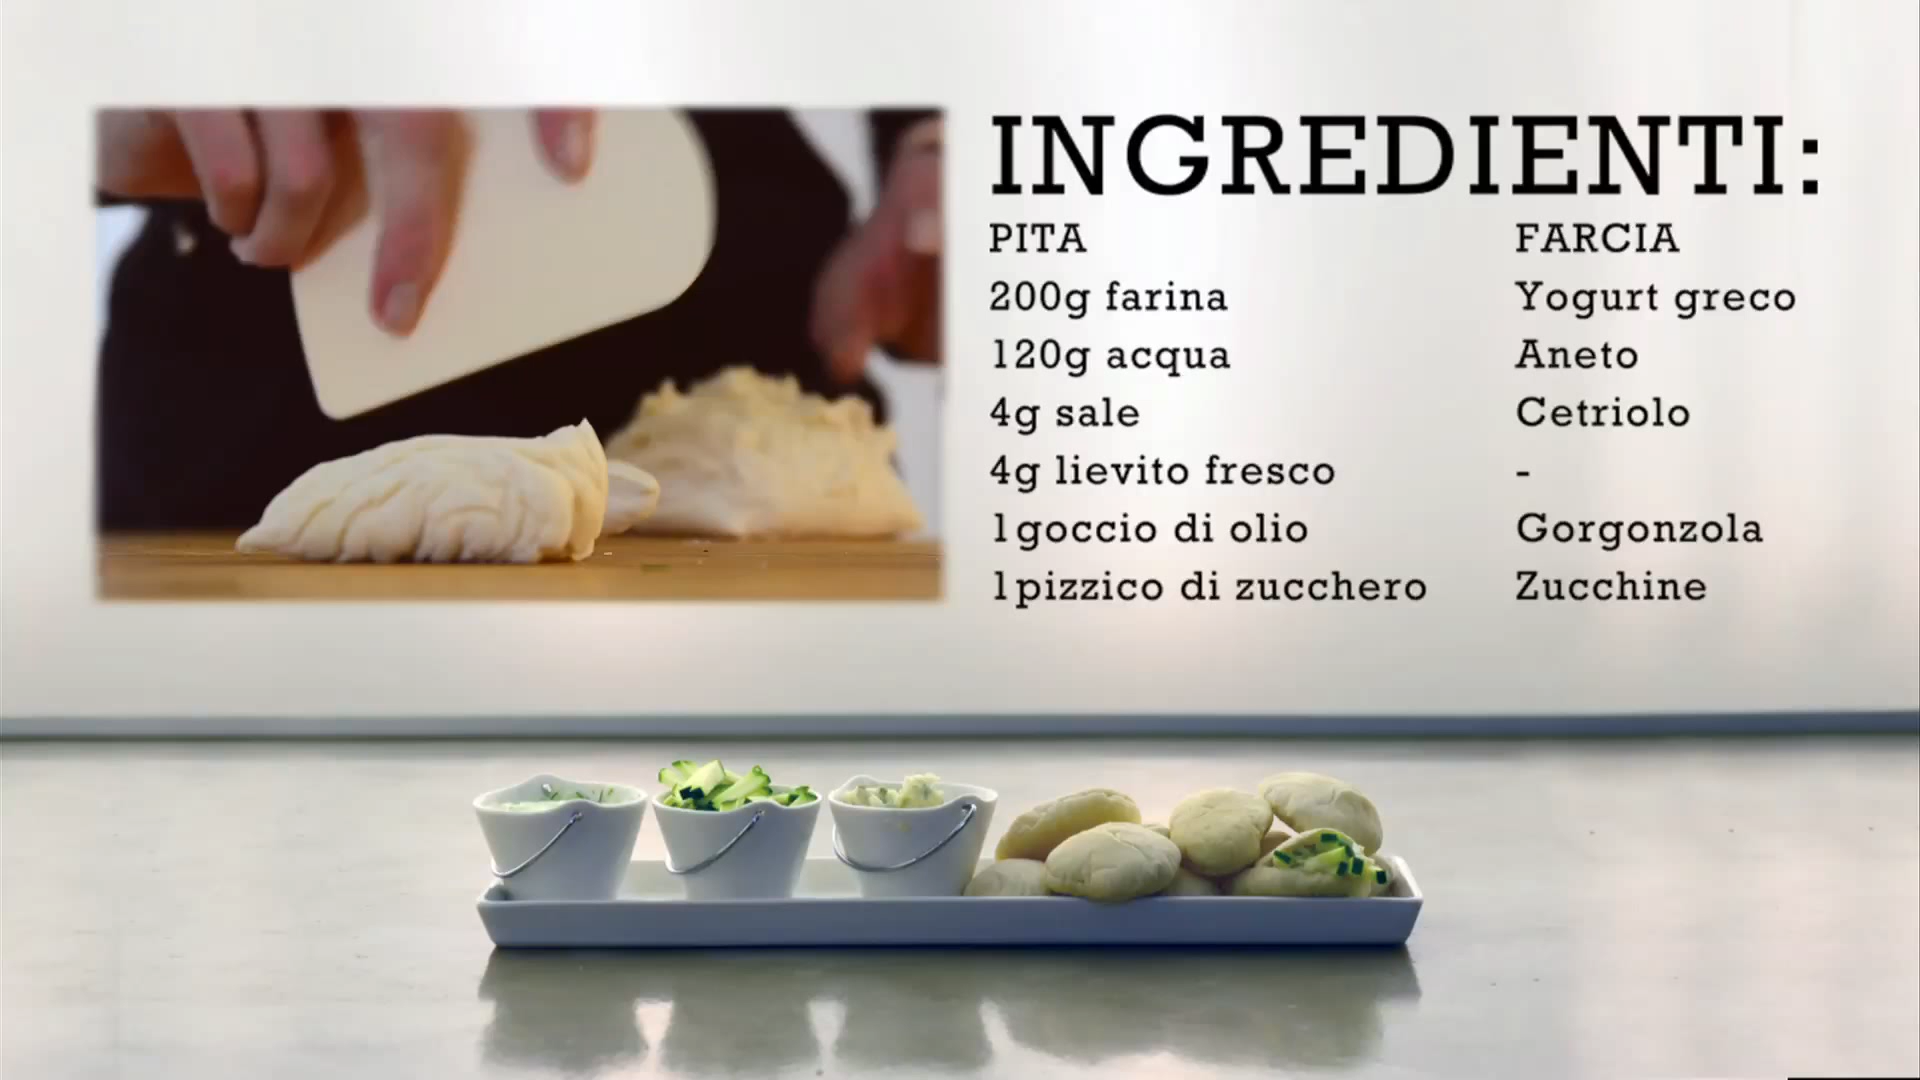 INGREDIENTI:
PITA
200g farina
120g acqua
4g sale
4g lievito fresco
1goccio di olio
1pizzico di zucchero
FARCIA
Yogurt greco
Aneto
Cetriolo
-
Gorgonzola
Zucchine